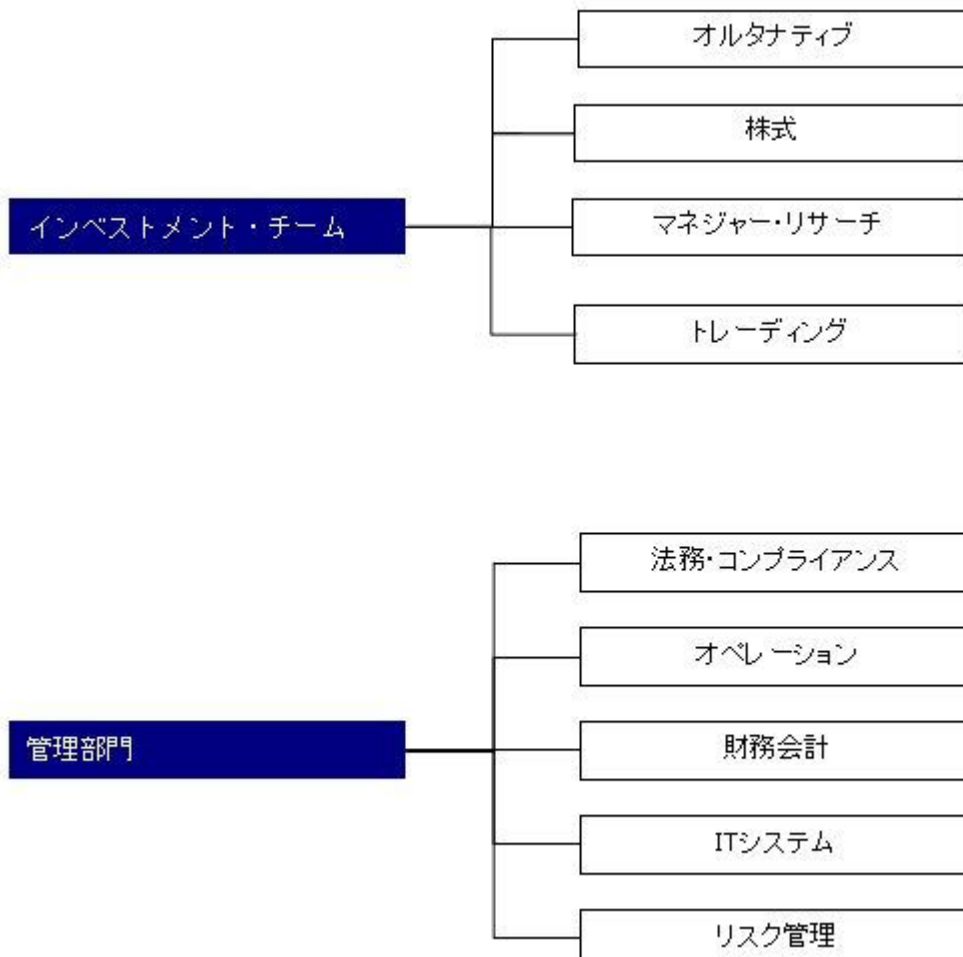 オルタナティブ
株式
インベストメント・チーム
マネジャー・リサーチ
トレーディング
法務・コンプライアンス
オペレーション
管理部門
財務会計
ITシステム
リスク管理